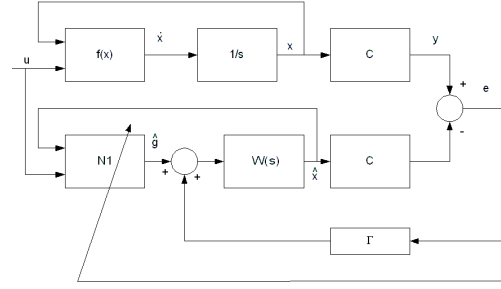 ẋ
x
y
f(x)
1/s
C
u
+
e
-
ĝ
N1
W(s)
C
+
+
x̂
Γ